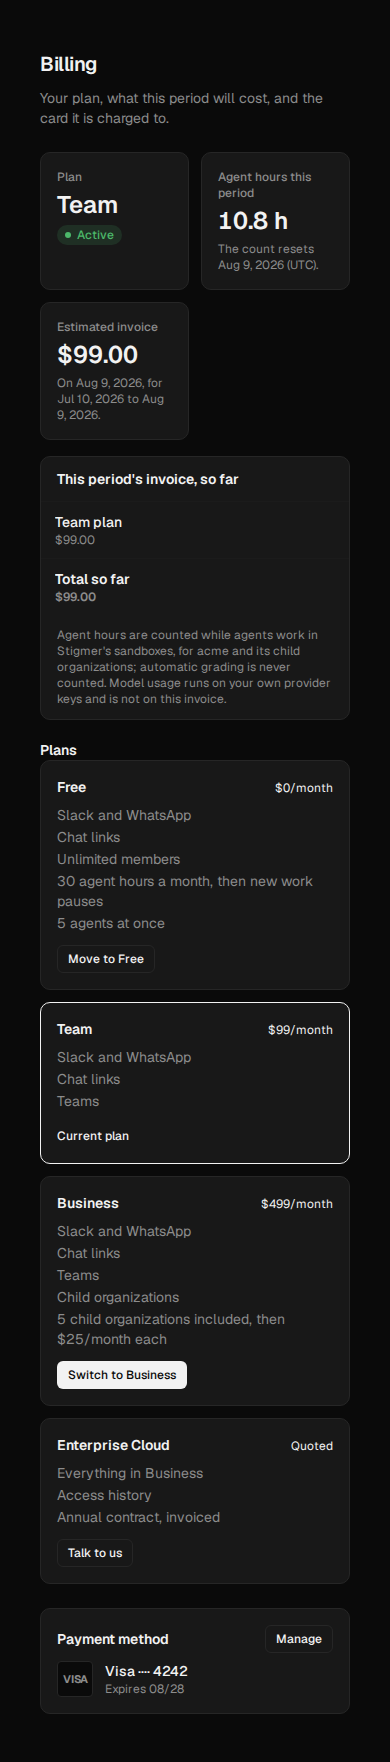 Billing
Your plan, what this period will cost, and the
card it is charged to.
Plan
Team
Active
Agent hours this
period
10.8 h
The count resets
Aug 9, 2026 (UTC).
Estimated invoice
$99.00
On Aug 9, 2026, for
Jul 10, 2026 to Aug
9, 2026.
This period's invoice, so far
Team plan
$99.00
Total so far
$99.00
Agent hours are counted while agents work in
Stigmer's sandboxes, for acme and its child
organizations; automatic grading is never
counted. Model usage runs on your own provider
keys and is not on this invoice.
Plans
Free $0/month
Slack and WhatsApp
Chat links
Unlimited members
30 agent hours a month, then new work
pauses
5 agents at once
Move to Free
Team $99/month
Slack and WhatsApp
Chat links
Teams
Current plan
Business $499/month
Slack and WhatsApp
Chat links
Teams
Child organizations
5 child organizations included, then
$25/month each
Switch to Business
Enterprise Cloud Quoted
Everything in Business
Access history
Annual contract, invoiced
Talk to us
Payment method Manage
VISA
Visa ···· 4242
Expires 08/28